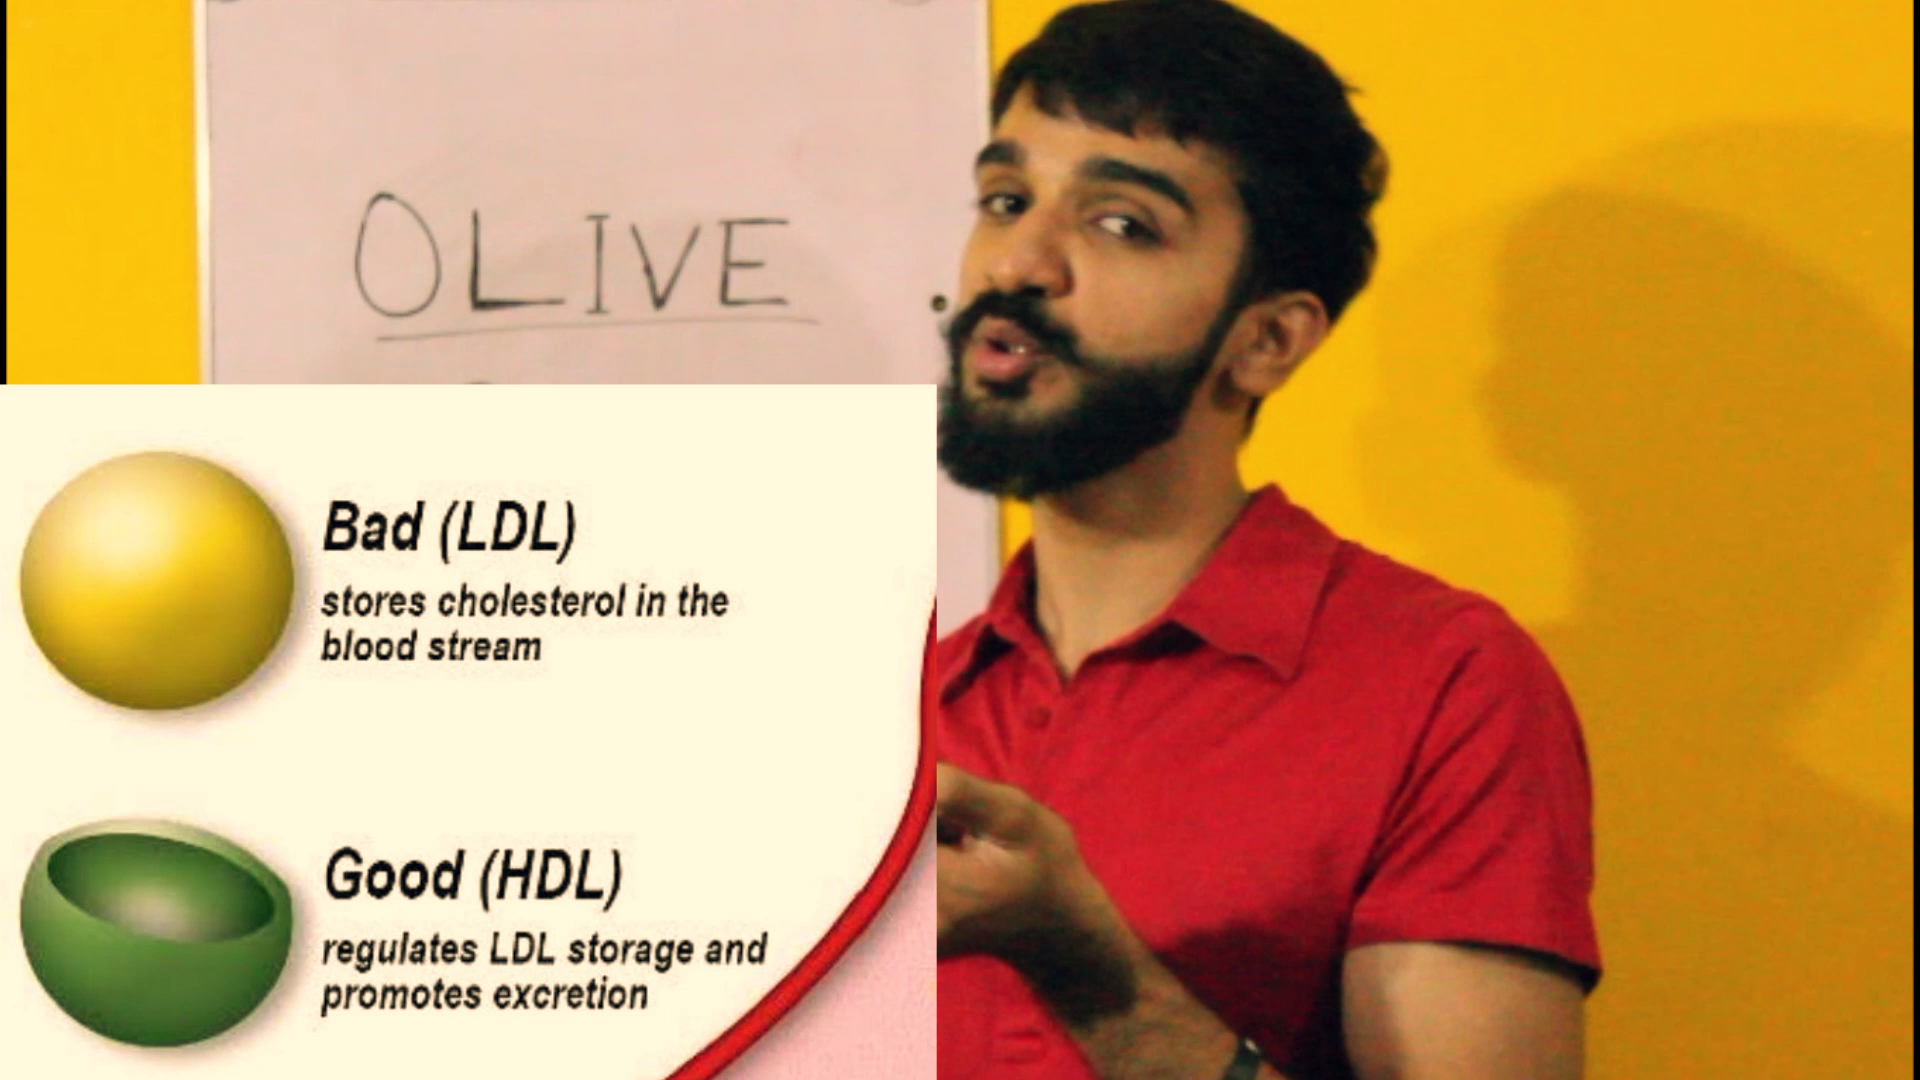 OLIVE
Bad (LDL)
stores cholesterol in the
blood stream
Good (HDL)
regulates LDL storage and
promotes excretion